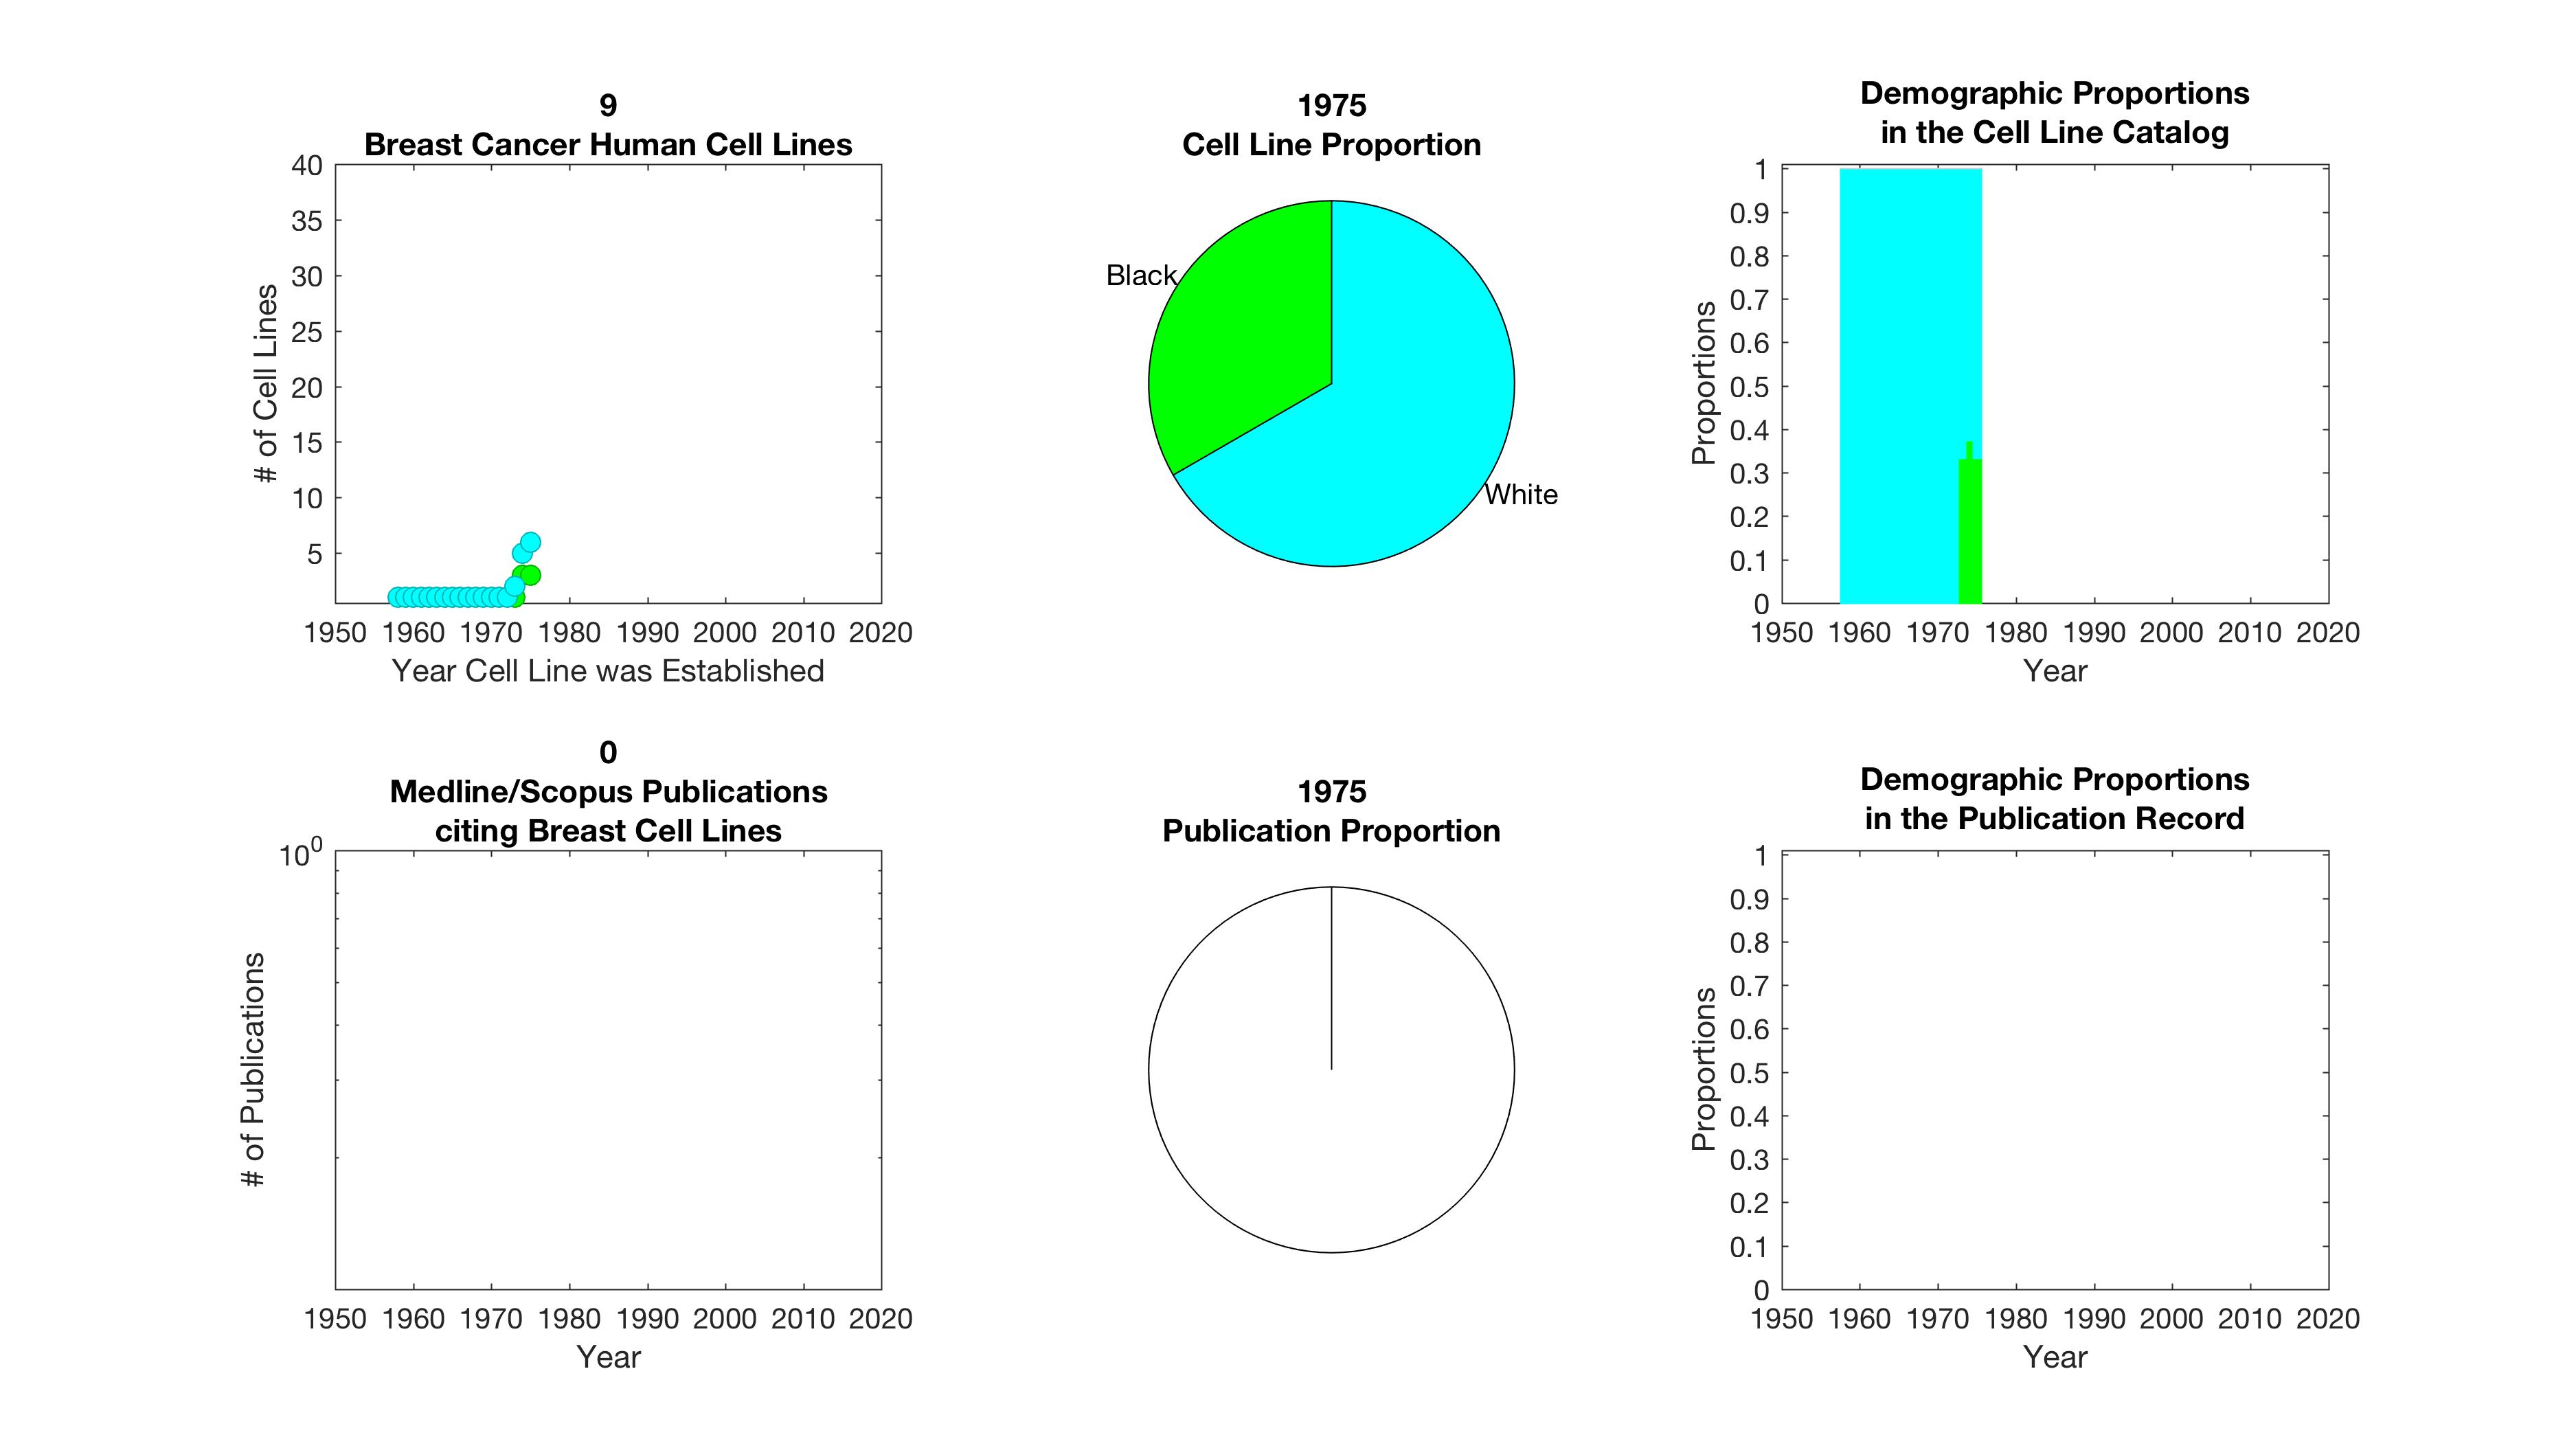 9
Breast Cancer Human Cell Lines
40
35
30
25
20
15
10
5
# of Cell Lines
1950 1960 1970 1980 1990 2000 2010 2020
Year Cell Line was Established
1975
Cell Line Proportion
Black
White
Demographic Proportions
in the Cell Line Catalog
1
0.9
0.8
0.7
0.6
0.5
0.4
0.3
0.2
0.1
0
Proportions
1950 1960 1970 1980 1990 2000 2010 2020
Year
0
Medline/Scopus Publications
citing Breast Cell Lines
10^0
# of Publications
1950 1960 1970 1980 1990 2000 2010 2020
Year
1975
Publication Proportion
Demographic Proportions
in the Publication Record
1
0.9
0.8
0.7
0.6
0.5
0.4
0.3
0.2
0.1
0
Proportions
1950 1960 1970 1980 1990 2000 2010 2020
Year